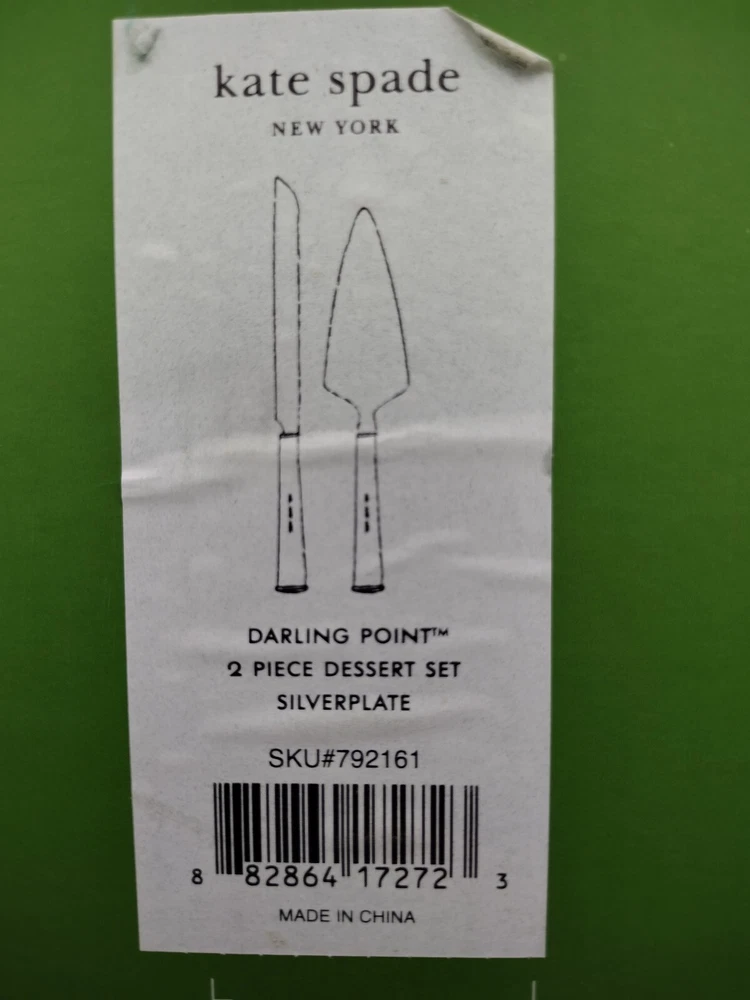 kate spade
NEW YORK
DARLING POINT™
2 PIECE DESSERT SET
SILVERPLATE
SKU#792161
8 82864 17272 3
MADE IN CHINA